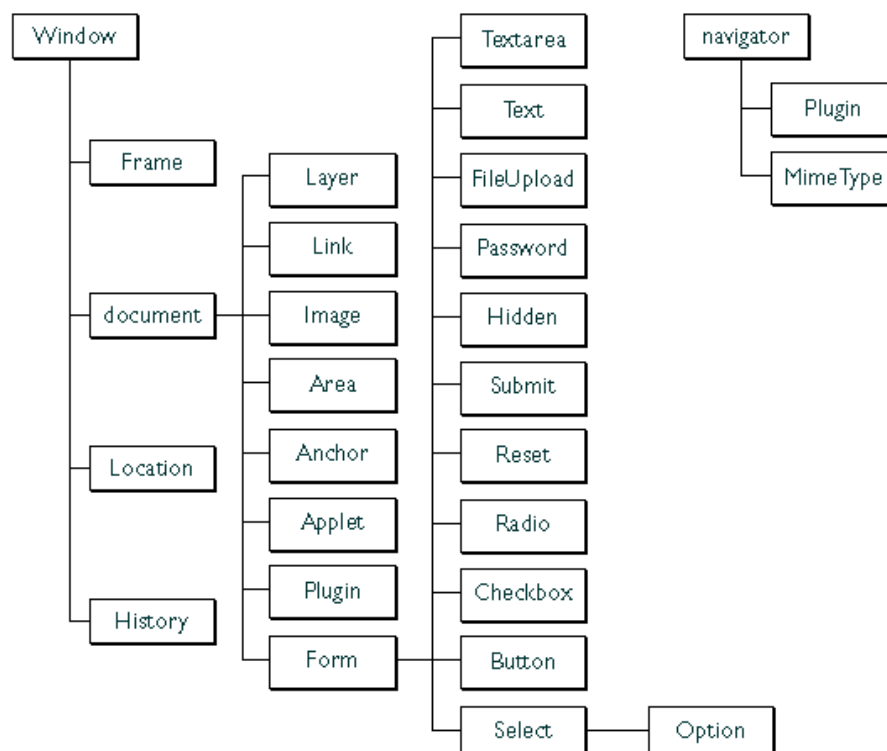 Window
Frame
document
Location
History
Layer
Link
Image
Area
Anchor
Applet
Plugin
Form
Textarea
Text
FileUpload
Password
Hidden
Submit
Reset
Radio
Checkbox
Button
Select
Option
navigator
Plugin
MimeType